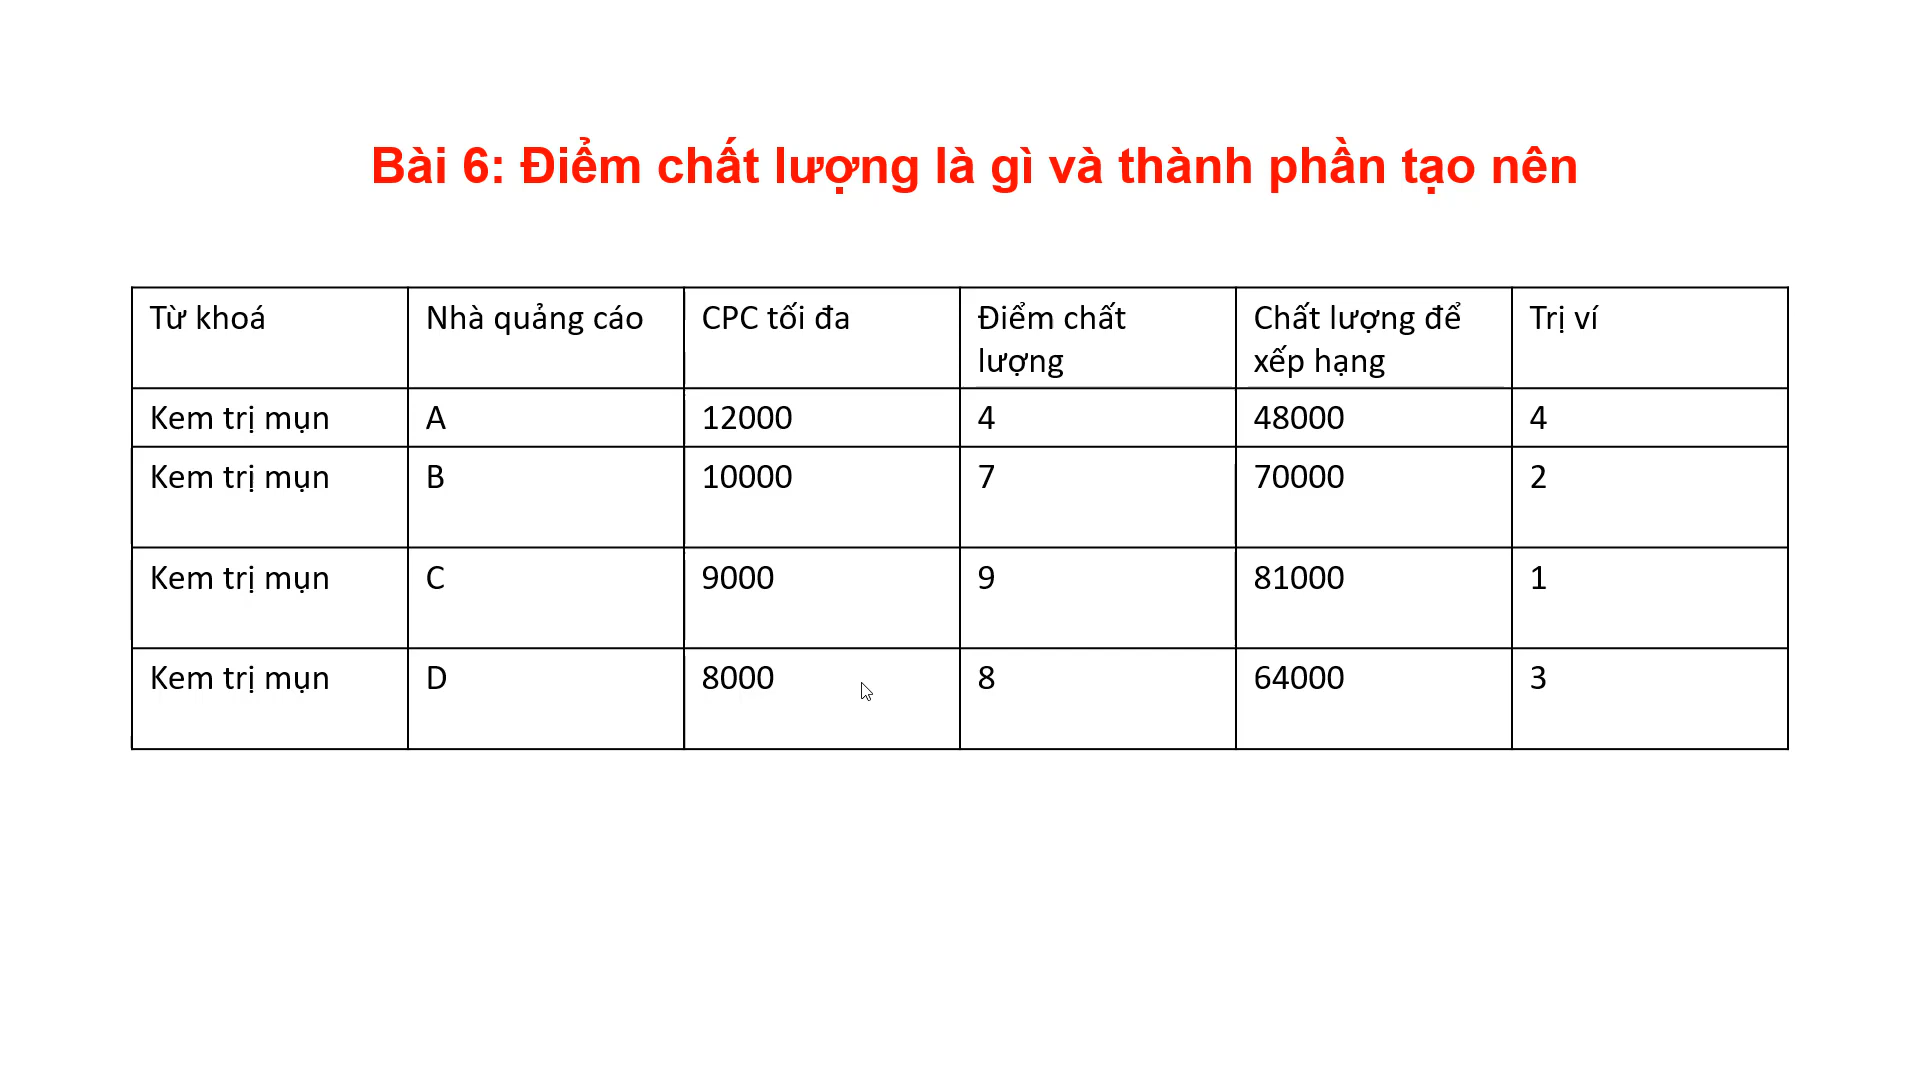 Bài 6: Điểm chất lượng là gì và thành phần tạo nên
Từ khoá Nhà quảng cáo CPC tối đa Điểm chất lượng Chất lượng để xếp hạng Trị ví
Kem trị mụn A 12000 4 48000 4
Kem trị mụn B 10000 7 70000 2
Kem trị mụn C 9000 9 81000 1
Kem trị mụn D 8000 8 64000 3